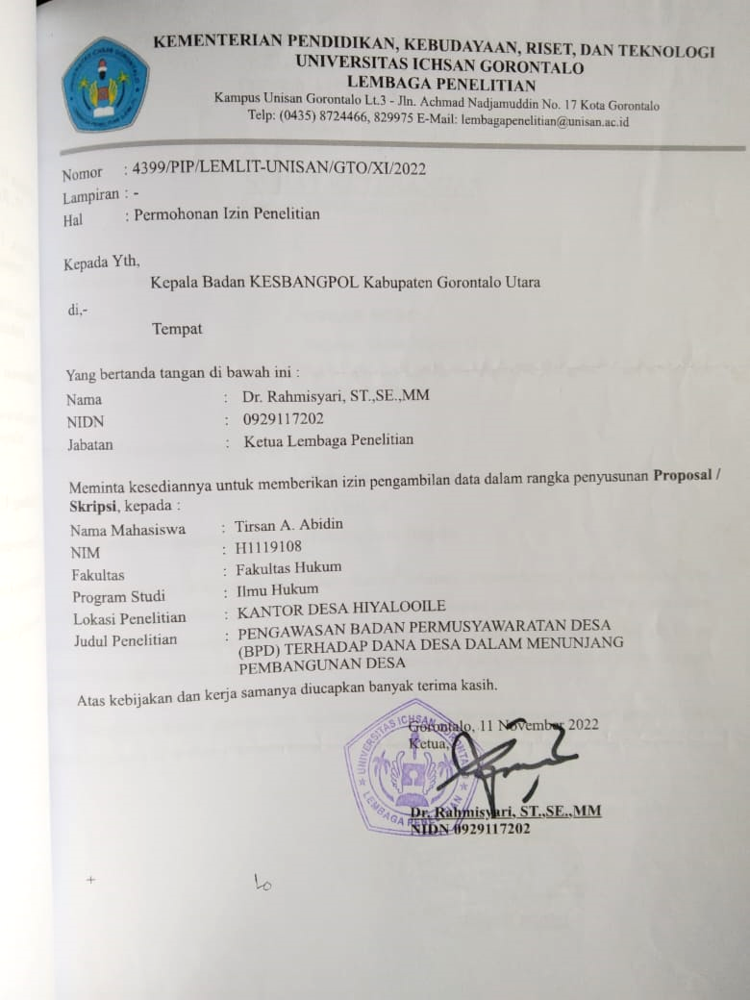 KEMENTERIAN PENDIDIKAN, KEBUDAYAAN, RISET, DAN TEKNOLOGI
UNIVERSITAS ICHSAN GORONTALO
LEMBAGA PENELITIAN
Kampus Unisan Gorontalo Lt.3 - Jln. Achmad Nadjamuddin No. 17 Kota Gorontalo
Telp: (0435) 8724466, 829975 E-Mail: lembagapenelitian@unisan.ac.id
Nomor : 4399/PIP/LEMLIT-UNISAN/GTO/XI/2022
Lampiran : -
Hal : Permohonan Izin Penelitian
Kepada Yth,
Kepala Badan KESBANGPOL Kabupaten Gorontalo Utara
di,-
Tempat
Yang bertanda tangan di bawah ini :
Nama : Dr. Rahmisyari, ST.,SE.,MM
NIDN : 0929117202
Jabatan : Ketua Lembaga Penelitian
Meminta kesediannya untuk memberikan izin pengambilan data dalam rangka penyusunan Proposal /
Skripsi, kepada :
Nama Mahasiswa : Tirsan A. Abidin
NIM : H1119108
Fakultas : Fakultas Hukum
Program Studi : Ilmu Hukum
Lokasi Penelitian : KANTOR DESA HIYALOOILE
Judul Penelitian : PENGAWASAN BADAN PERMUSYAWARATAN DESA
(BPD) TERHADAP DANA DESA DALAM MENUNJANG
PEMBANGUNAN DESA
Atas kebijakan dan kerja samanya diucapkan banyak terima kasih.
Gorontalo, 11 November 2022
Ketua,
UNIVERSITAS ICHSAN GORONTALO
LEMBAGA PENELITIAN
Dr. Rahmisyari, ST.,SE.,MM
NIDN 0929117202